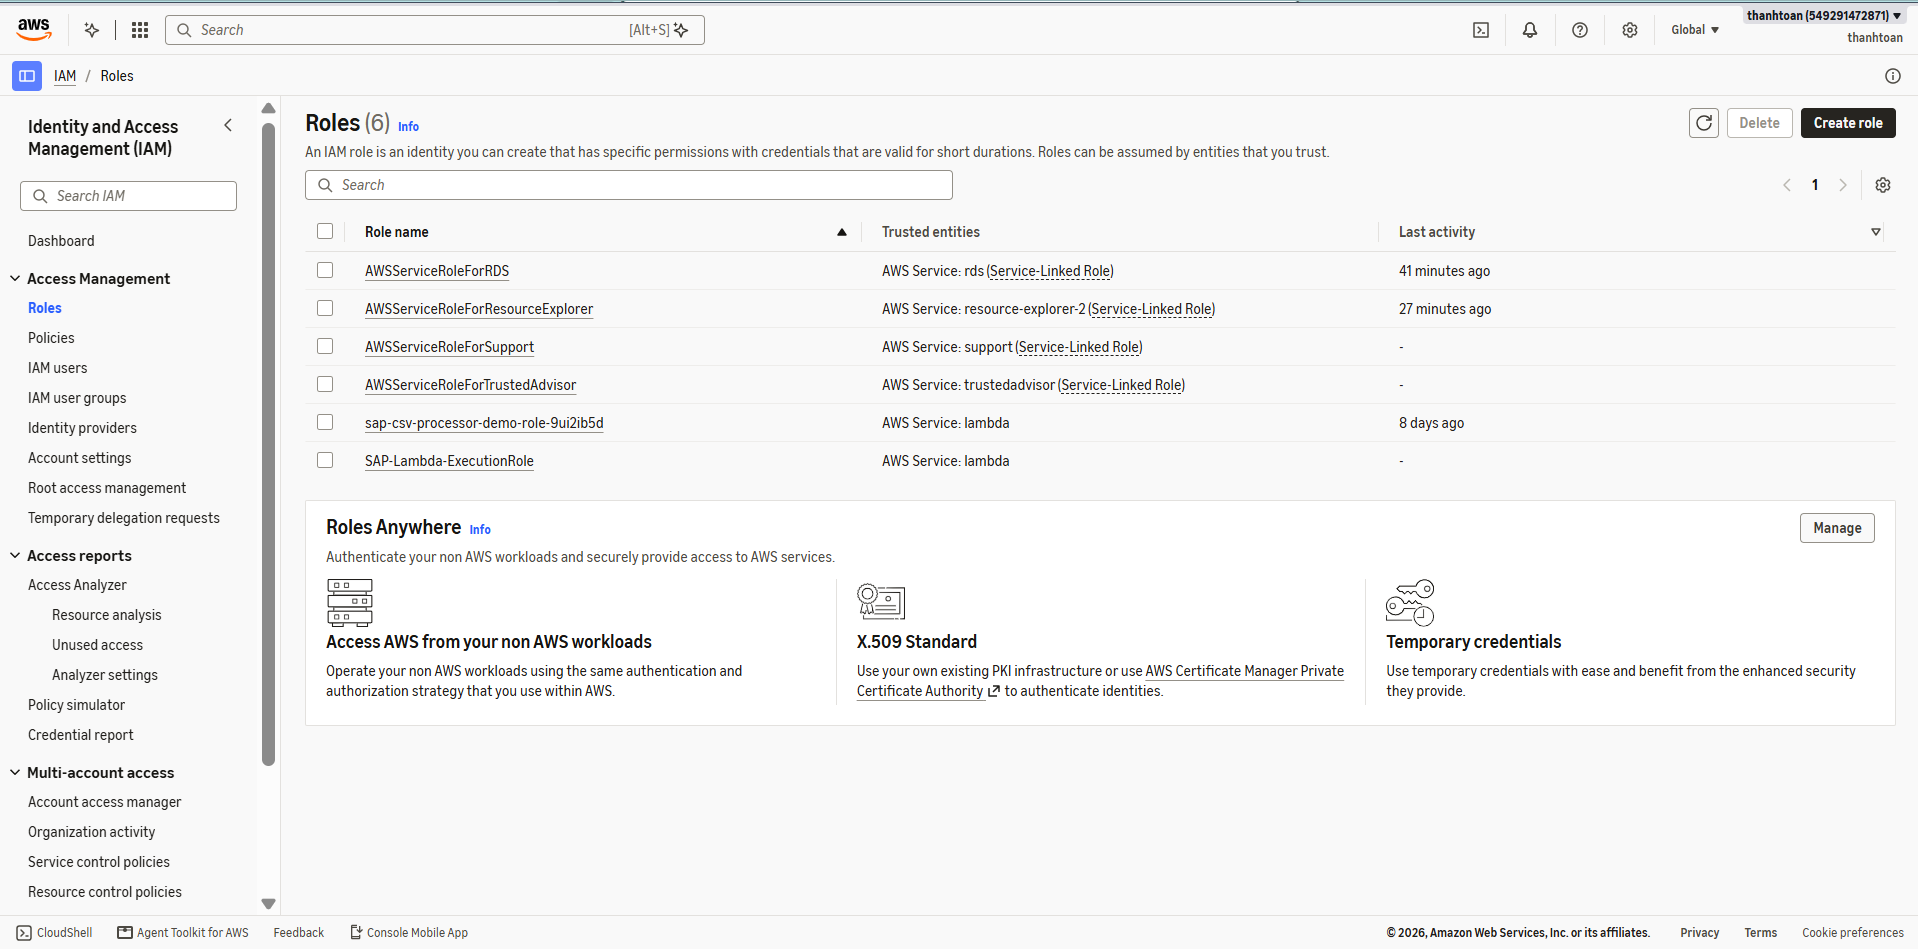 aws
Search
[Alt+S]
Global
thanhtoan (549291472871)
thanhtoan
IAM / Roles
Identity and Access
Management (IAM)
Search IAM
Dashboard
Access Management
Roles
Policies
IAM users
IAM user groups
Identity providers
Account settings
Root access management
Temporary delegation requests
Access reports
Access Analyzer
Resource analysis
Unused access
Analyzer settings
Policy simulator
Credential report
Multi-account access
Account access manager
Organization activity
Service control policies
Resource control policies
Roles (6) Info
Delete
Create role
An IAM role is an identity you can create that has specific permissions with credentials that are valid for short durations. Roles can be assumed by entities that you trust.
Search
1
Role name Trusted entities Last activity
AWSServiceRoleForRDS AWS Service: rds (Service-Linked Role) 41 minutes ago
AWSServiceRoleForResourceExplorer AWS Service: resource-explorer-2 (Service-Linked Role) 27 minutes ago
AWSServiceRoleForSupport AWS Service: support (Service-Linked Role) -
AWSServiceRoleForTrustedAdvisor AWS Service: trustedadvisor (Service-Linked Role) -
sap-csv-processor-demo-role-9ui2ib5d AWS Service: lambda 8 days ago
SAP-Lambda-ExecutionRole AWS Service: lambda -
Roles Anywhere Info
Manage
Authenticate your non AWS workloads and securely provide access to AWS services.
Access AWS from your non AWS workloads
Operate your non AWS workloads using the same authentication and
authorization strategy that you use within AWS.
X.509 Standard
Use your own existing PKI infrastructure or use AWS Certificate Manager Private
Certificate Authority to authenticate identities.
Temporary credentials
Use temporary credentials with ease and benefit from the enhanced security
they provide.
CloudShell Agent Toolkit for AWS Feedback Console Mobile App © 2026, Amazon Web Services, Inc. or its affiliates. Privacy Terms Cookie preferences